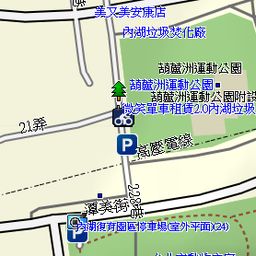 美又美安康店
內湖垃圾焚化廠
葫蘆洲運動公園
葫蘆洲運動公園
葫蘆洲運動公園附設
微笑單車租賃2.0內湖垃圾
21弄
P
高壓電線
228巷
潭美街
P
內湖復育園區停車場(室外平面)(24)